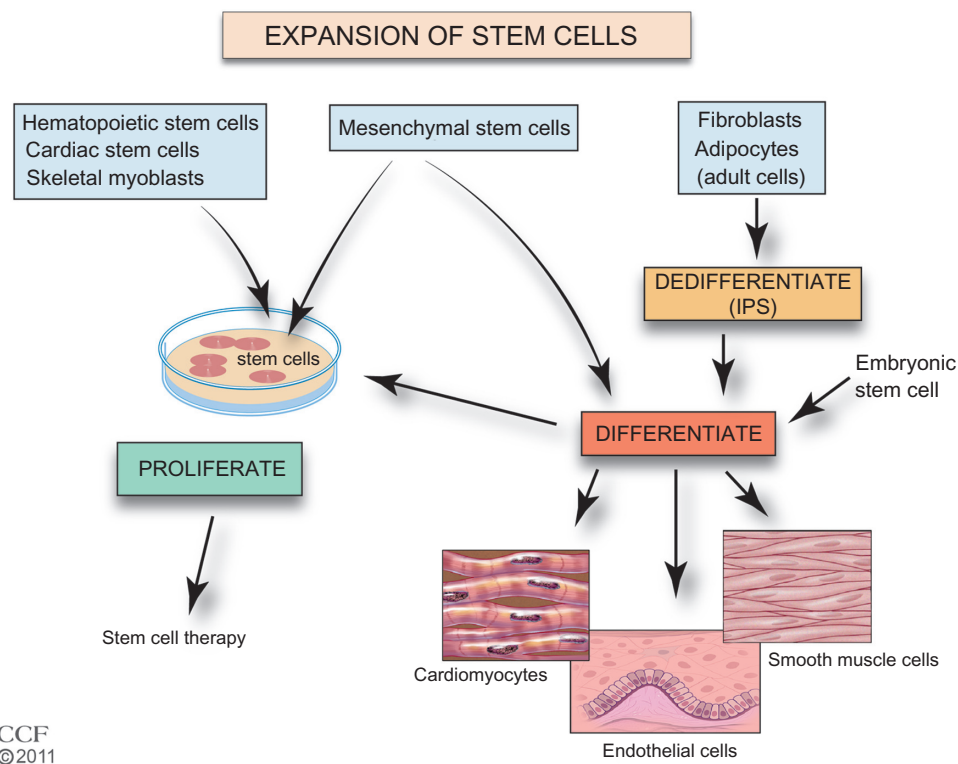 EXPANSION OF STEM CELLS
Hematopoietic stem cells
Cardiac stem cells
Skeletal myoblasts
Mesenchymal stem cells
Fibroblasts
Adipocytes
(adult cells)
DEDIFFERENTIATE
(IPS)
Embryonic
stem cell
stem cells
DIFFERENTIATE
PROLIFERATE
Stem cell therapy
Cardiomyocytes
Smooth muscle cells
Endothelial cells
CCF
©2011